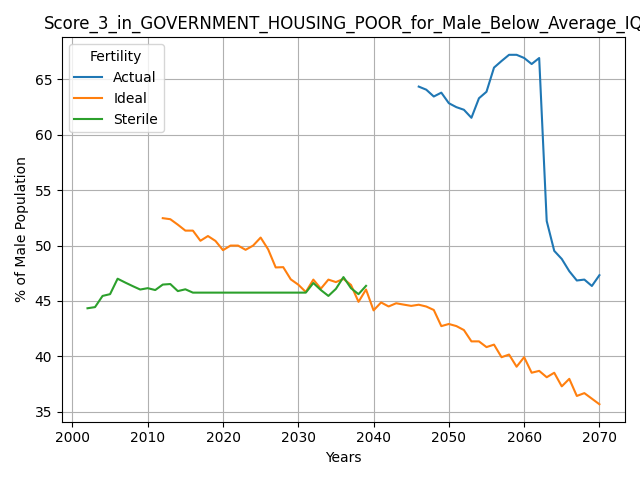 Score_3_in_GOVERNMENT_HOUSING_POOR_for_Male_Below_Average_IQ
Fertility
Actual
Ideal
Sterile
% of Male Population
65
60
55
50
45
40
35
2000 2010 2020 2030 2040 2050 2060 2070
Years